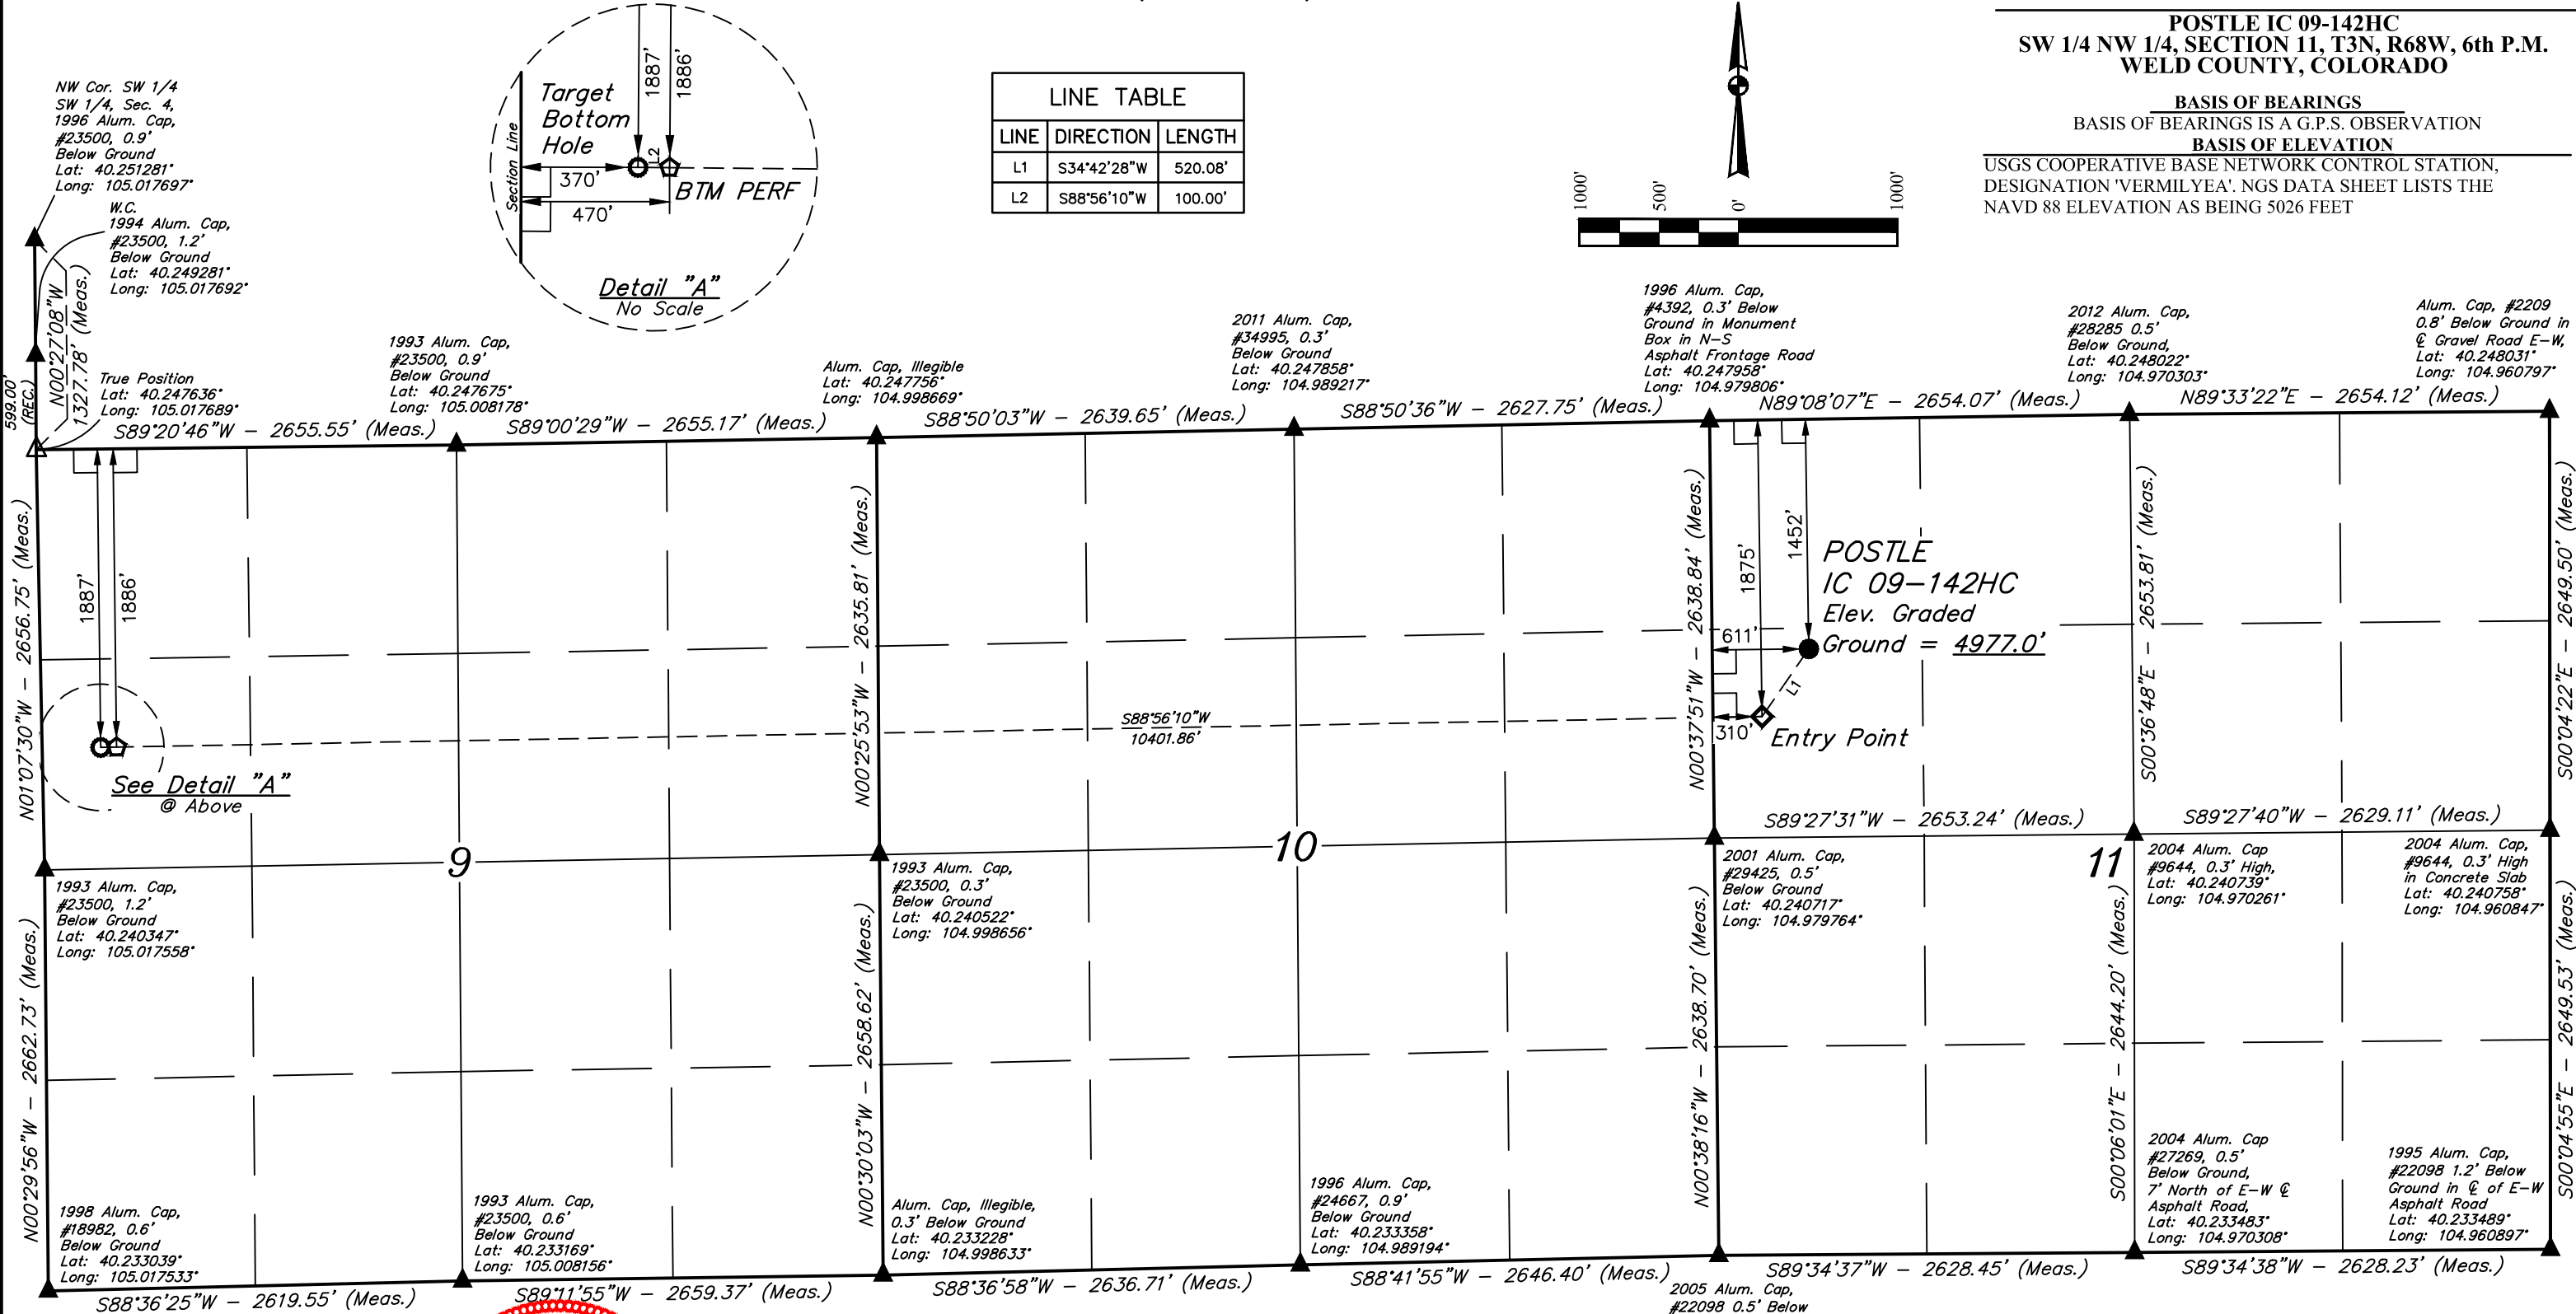 POSTLE IC 09-142HC
SW 1/4 NW 1/4, SECTION 11, T3N, R68W, 6th P.M.
WELD COUNTY, COLORADO
BASIS OF BEARINGS
BASIS OF BEARINGS IS A G.P.S. OBSERVATION
BASIS OF ELEVATION
USGS COOPERATIVE BASE NETWORK CONTROL STATION,
DESIGNATION 'VERMILYEA'. NGS DATA SHEET LISTS THE
NAVD 88 ELEVATION AS BEING 5026 FEET
LINE TABLE
LINE DIRECTION LENGTH
L1 S34°42'28"W 520.08'
L2 S88°56'10"W 100.00'
1000'
500'
0'
1000'
Target
Bottom
Hole
Section Line
1887'
1886'
L2
370'
470'
BTM PERF
Detail "A"
No Scale
NW Cor. SW 1/4
SW 1/4, Sec. 4,
1996 Alum. Cap,
#23500, 0.9'
Below Ground
Lat: 40.251281°
Long: 105.017697°
W.C.
1994 Alum. Cap,
#23500, 1.2'
Below Ground
Lat: 40.249281°
Long: 105.017692°
N00°27'08"W
1327.78' (Meas.)
599.00'
(REC.)
True Position
Lat: 40.247636°
Long: 105.017689°
1993 Alum. Cap,
#23500, 0.9'
Below Ground
Lat: 40.247675°
Long: 105.008178°
Alum. Cap, Illegible
Lat: 40.247756°
Long: 104.998669°
2011 Alum. Cap,
#34995, 0.3'
Below Ground
Lat: 40.247858°
Long: 104.989217°
1996 Alum. Cap,
#4392, 0.3' Below
Ground in Monument
Box in N-S
Asphalt Frontage Road
Lat: 40.247958°
Long: 104.979806°
2012 Alum. Cap,
#28285 0.5'
Below Ground,
Lat: 40.248022°
Long: 104.970303°
Alum. Cap, #2209
0.8' Below Ground in
℄ Gravel Road E-W,
Lat: 40.248031°
Long: 104.960797°
S89°20'46"W - 2655.55' (Meas.)
S89°00'29"W - 2655.17' (Meas.)
S88°50'03"W - 2639.65' (Meas.)
S88°50'36"W - 2627.75' (Meas.)
N89°08'07"E - 2654.07' (Meas.)
N89°33'22"E - 2654.12' (Meas.)
N01°07'30"W - 2656.75' (Meas.)
1887'
1886'
See Detail "A"
@ Above
N00°25'53"W - 2635.81' (Meas.)
S88°56'10"W
10401.86'
N00°37'51"W - 2638.84' (Meas.)
1875'
1452'
611'
310'
L1
POSTLE
IC 09-142HC
Elev. Graded
Ground = 4977.0'
Entry Point
S00°36'48"E - 2653.81' (Meas.)
S00°04'22"E - 2649.50' (Meas.)
S89°27'31"W - 2653.24' (Meas.)
S89°27'40"W - 2629.11' (Meas.)
9
10
11
1993 Alum. Cap,
#23500, 1.2'
Below Ground
Lat: 40.240347°
Long: 105.017558°
1993 Alum. Cap,
#23500, 0.3'
Below Ground
Lat: 40.240522°
Long: 104.998656°
2001 Alum. Cap,
#29425, 0.5'
Below Ground
Lat: 40.240717°
Long: 104.979764°
2004 Alum. Cap
#9644, 0.3' High,
Lat: 40.240739°
Long: 104.970261°
2004 Alum. Cap,
#9644, 0.3' High
in Concrete Slab
Lat: 40.240758°
Long: 104.960847°
N00°29'56"W - 2662.73' (Meas.)
N00°30'03"W - 2658.62' (Meas.)
N00°38'16"W - 2638.70' (Meas.)
S00°06'01"E - 2644.20' (Meas.)
S00°04'55"E - 2649.53' (Meas.)
1998 Alum. Cap,
#18982, 0.6'
Below Ground
Lat: 40.233039°
Long: 105.017533°
1993 Alum. Cap,
#23500, 0.6'
Below Ground
Lat: 40.233169°
Long: 105.008156°
Alum. Cap, Illegible,
0.3' Below Ground
Lat: 40.233228°
Long: 104.998633°
1996 Alum. Cap,
#24667, 0.9'
Below Ground
Lat: 40.233358°
Long: 104.989194°
2004 Alum. Cap
#27269, 0.5'
Below Ground,
7' North of E-W ℄
Asphalt Road,
Lat: 40.233483°
Long: 104.970308°
1995 Alum. Cap,
#22098 1.2' Below
Ground in ℄ of E-W
Asphalt Road
Lat: 40.233489°
Long: 104.960897°
S88°36'25"W - 2619.55' (Meas.)
S89°11'55"W - 2659.37' (Meas.)
S88°36'58"W - 2636.71' (Meas.)
S88°41'55"W - 2646.40' (Meas.)
S89°34'37"W - 2628.45' (Meas.)
S89°34'38"W - 2628.23' (Meas.)
2005 Alum. Cap,
#22098 0.5' Below